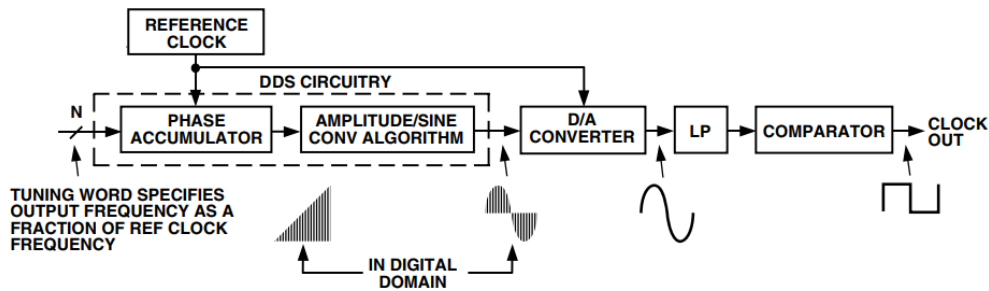 REFERENCE
CLOCK
DDS CIRCUITRY
N
PHASE
ACCUMULATOR
AMPLITUDE/SINE
CONV ALGORITHM
D/A
CONVERTER
LP
COMPARATOR
CLOCK
OUT
TUNING WORD SPECIFIES
OUTPUT FREQUENCY AS A
FRACTION OF REF CLOCK
FREQUENCY
IN DIGITAL
DOMAIN